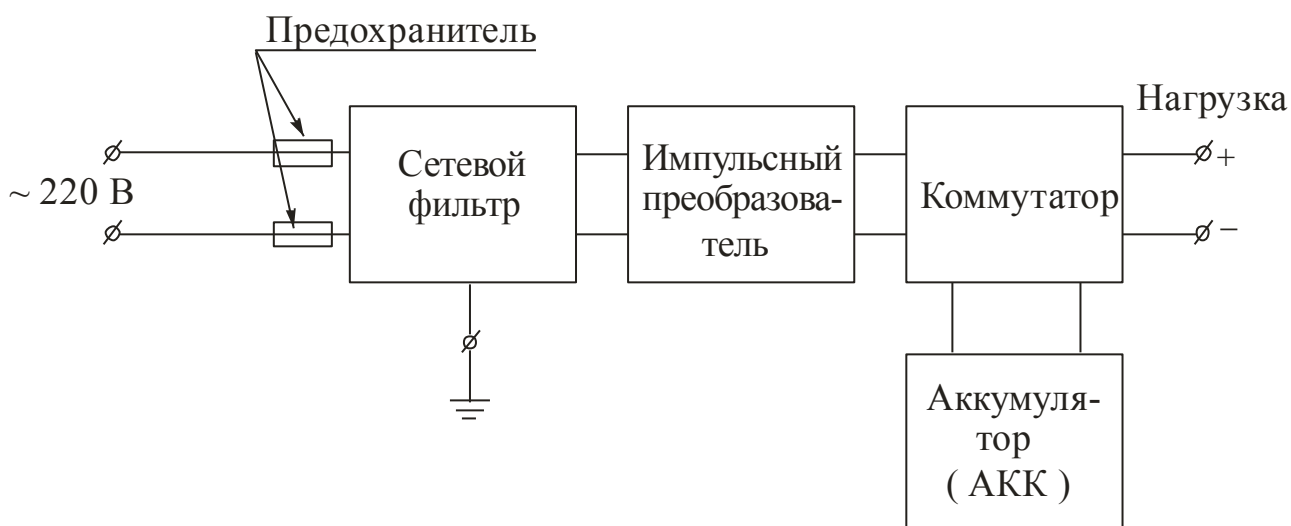 Предохранитель
Нагрузка
~ 220 В
Сетевой
фильтр
Импульсный
преобразова-
тель
Коммутатор
+
−
Аккумуля-
тор
( АКК )